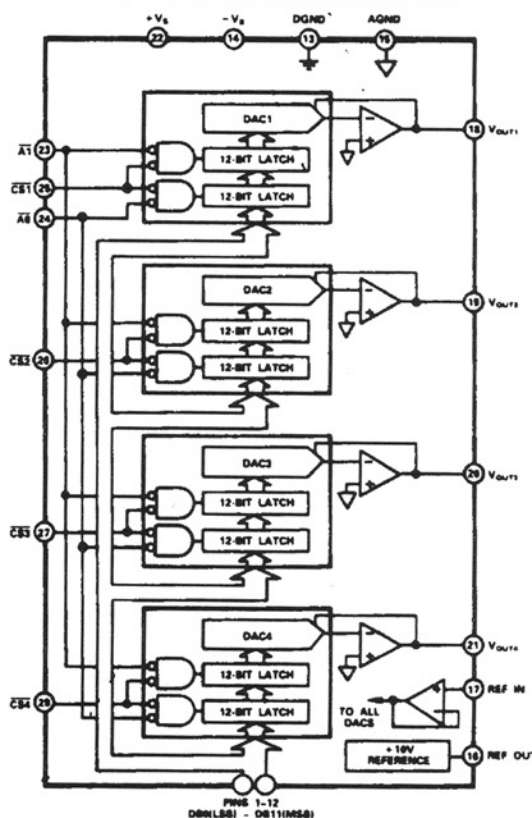 +VS -VS DGND AGND
22 14 13 15
DAC1
A1 23
18 VOUT1
12-BIT LATCH
CS1 25
12-BIT LATCH
A0 24
DAC2
19 VOUT2
12-BIT LATCH
CS2 26
12-BIT LATCH
DAC3
20 VOUT3
12-BIT LATCH
CS3 27
12-BIT LATCH
DAC4
21 VOUT4
12-BIT LATCH
17 REF IN
CS4 28
12-BIT LATCH
TO ALL
DACS
+10V
REFERENCE
16 REF OUT
PINS 1-12
DB0(LSB) - DB11(MSB)